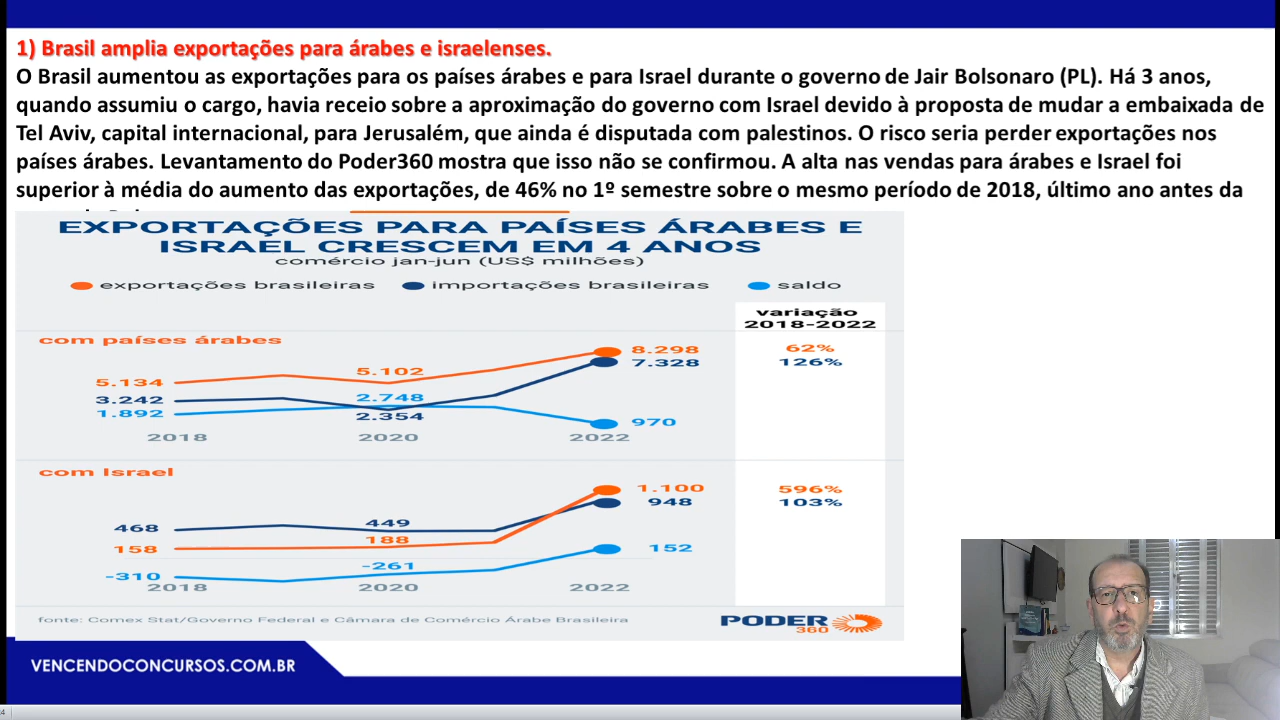 1) Brasil amplia exportações para árabes e israelenses.
O Brasil aumentou as exportações para os países árabes e para Israel durante o governo de Jair Bolsonaro (PL). Há 3 anos,
quando assumiu o cargo, havia receio sobre a aproximação do governo com Israel devido à proposta de mudar a embaixada de
Tel Aviv, capital internacional, para Jerusalém, que ainda é disputada com palestinos. O risco seria perder exportações nos
países árabes. Levantamento do Poder360 mostra que isso não se confirmou. A alta nas vendas para árabes e Israel foi
superior à média do aumento das exportações, de 46% no 1º semestre sobre o mesmo período de 2018, último ano antes da
EXPORTAÇÕES PARA PAÍSES ÁRABES E
ISRAEL CRESCEM EM 4 ANOS
comércio jan-jun (US$ milhões)
exportações brasileiras importações brasileiras saldo
variação
2018-2022
com países árabes
5.134 5.102 8.298 62%
3.242 2.354 7.328 126%
1.892 2.748 970
2018 2020 2022
com Israel
468 449 948 103%
158 188 1.100 596%
-310 -261 152
2018 2020 2022
fonte: Comex Stat/Governo Federal e Câmara de Comércio Árabe Brasileira
PODER
360
VENCENDOCONCURSOS.COM.BR